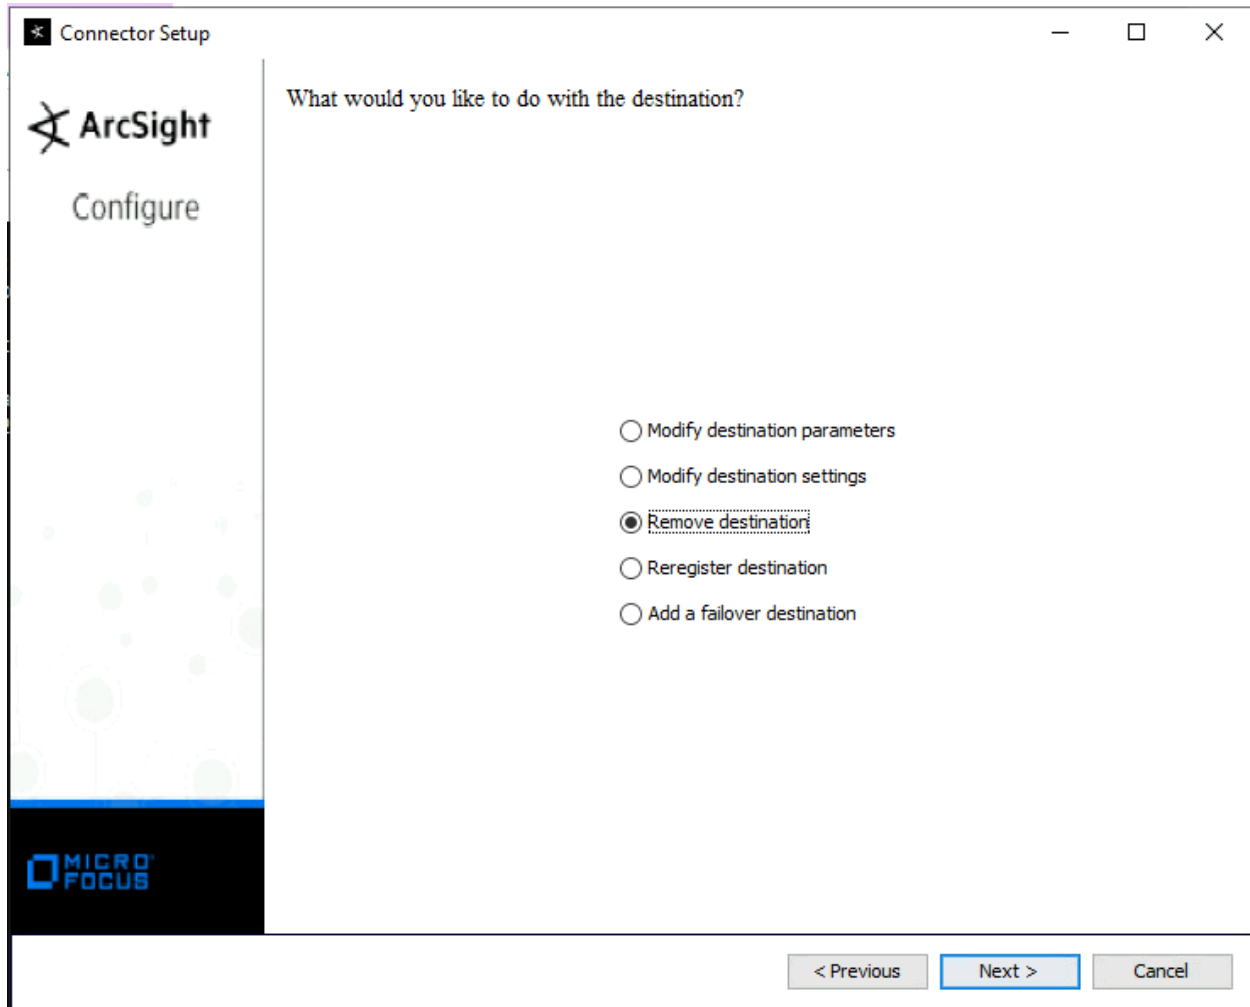 Connector Setup
ArcSight
Configure
What would you like to do with the destination?
Modify destination parameters
Modify destination settings
Remove destination
Reregister destination
Add a failover destination
MICRO
FOCUS
< Previous
Next >
Cancel